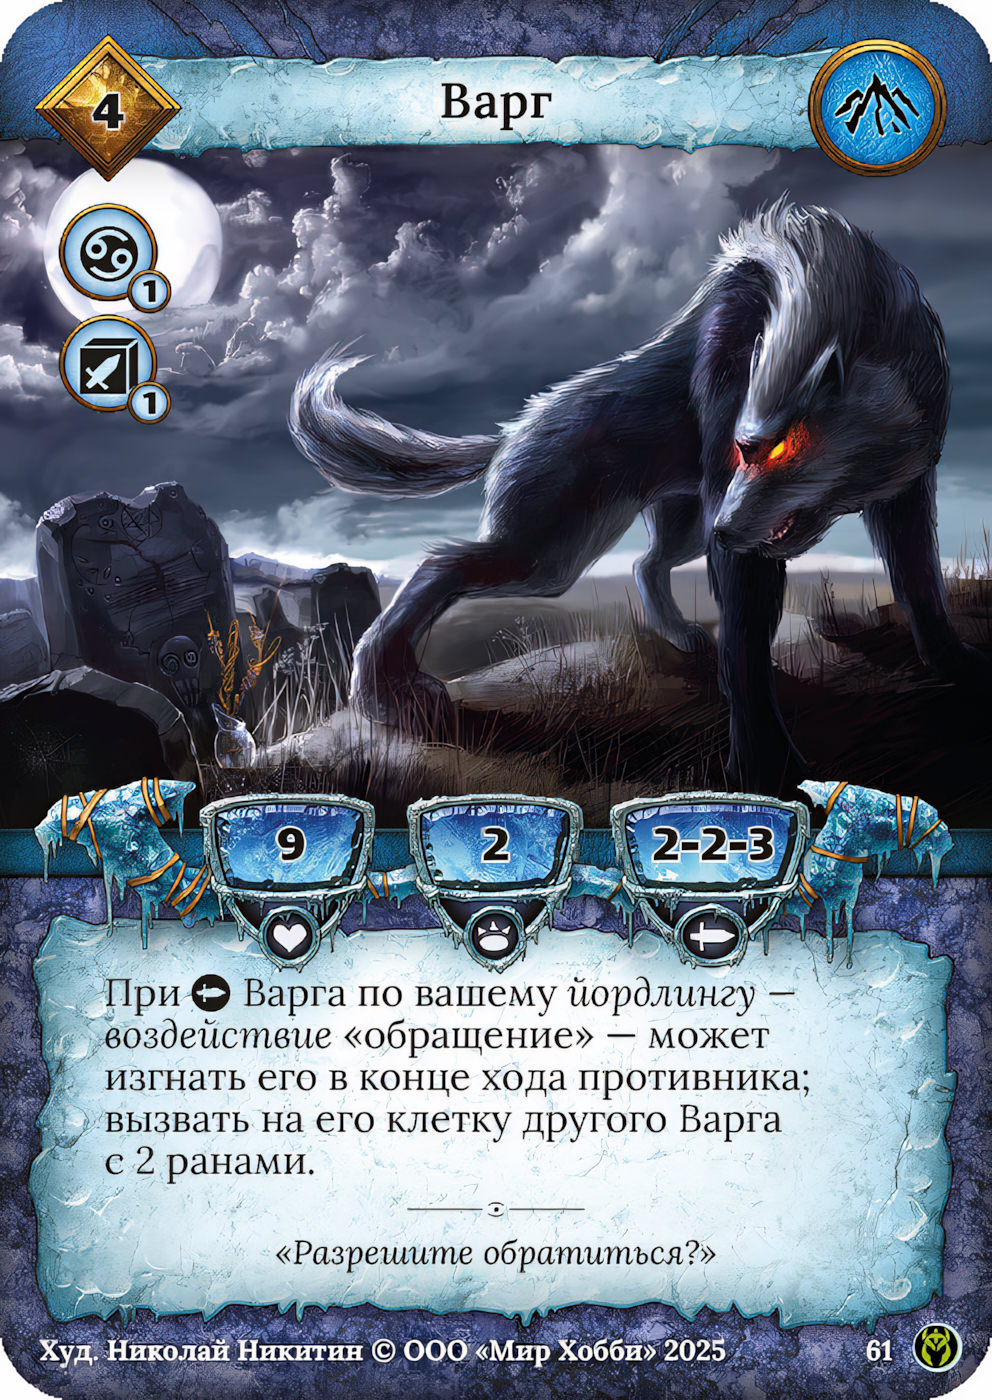 4
Варг
1
1
9
2
2-2-3
При Варга по вашему йордлингу —
воздействие «обращение» — может
изгнать его в конце хода противника;
вызвать на его клетку другого Варга
с 2 ранами.
«Разрешите обратиться?»
Худ. Николай Никитин © ООО «Мир Хобби» 2025
61